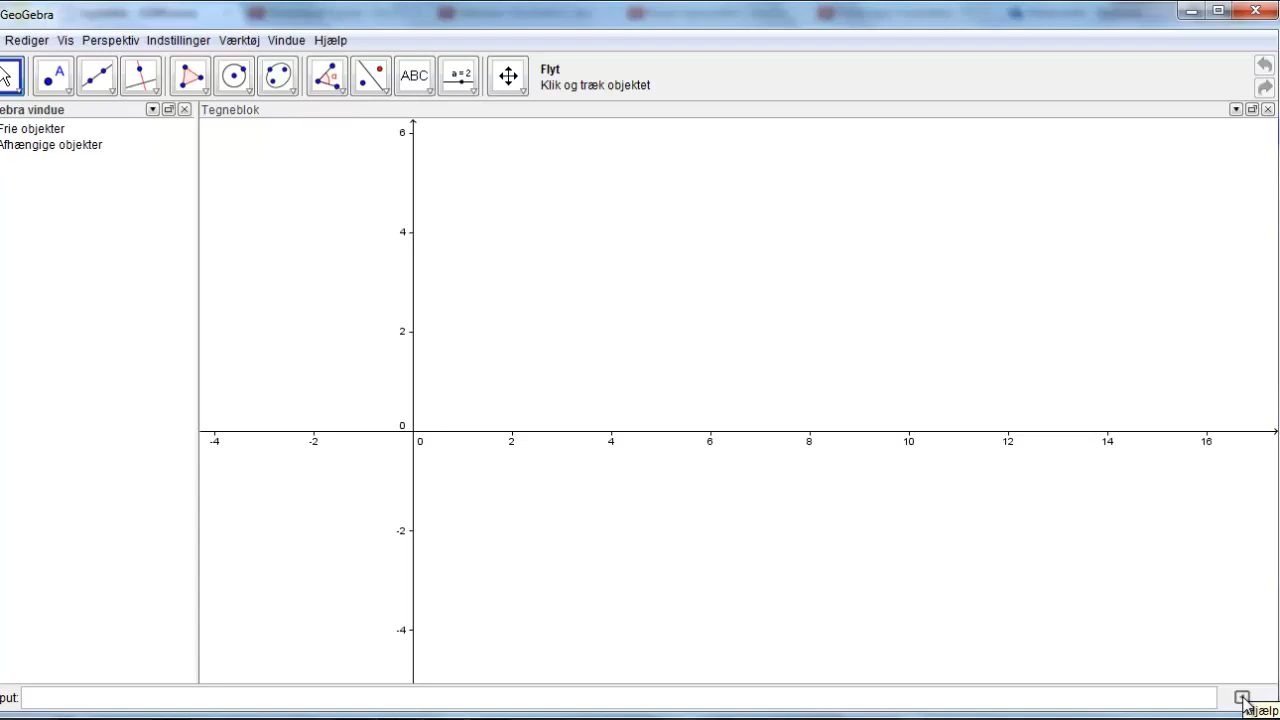 GeoGebra
Rediger Vis Perspektiv Indstillinger Værktøj Vindue Hjælp
A
α
ABC
a = 2
Flyt
Klik og træk objektet
ebra vindue
Tegneblok
Frie objekter
Afhængige objekter
6
4
2
0
-4 -2 0 2 4 6 8 10 12 14 16
-2
-4
put:
Hjælp